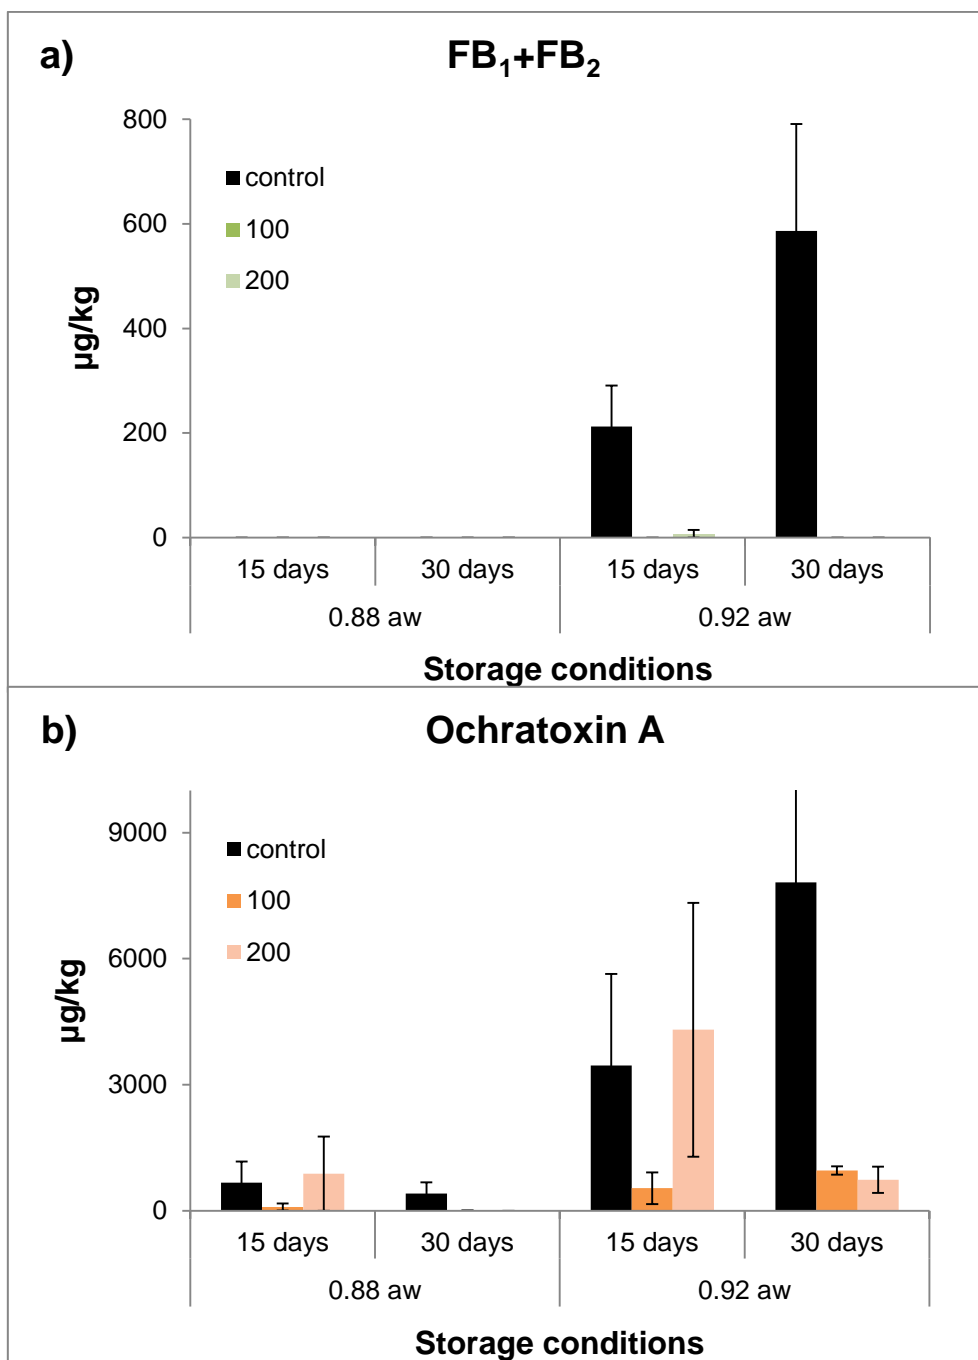 a)
FB₁+FB₂
800
600
400
200
0
µg/kg
control
100
200
15 days 30 days 15 days 30 days
0.88 aw 0.92 aw
Storage conditions
b)
Ochratoxin A
9000
6000
3000
0
µg/kg
control
100
200
15 days 30 days 15 days 30 days
0.88 aw 0.92 aw
Storage conditions